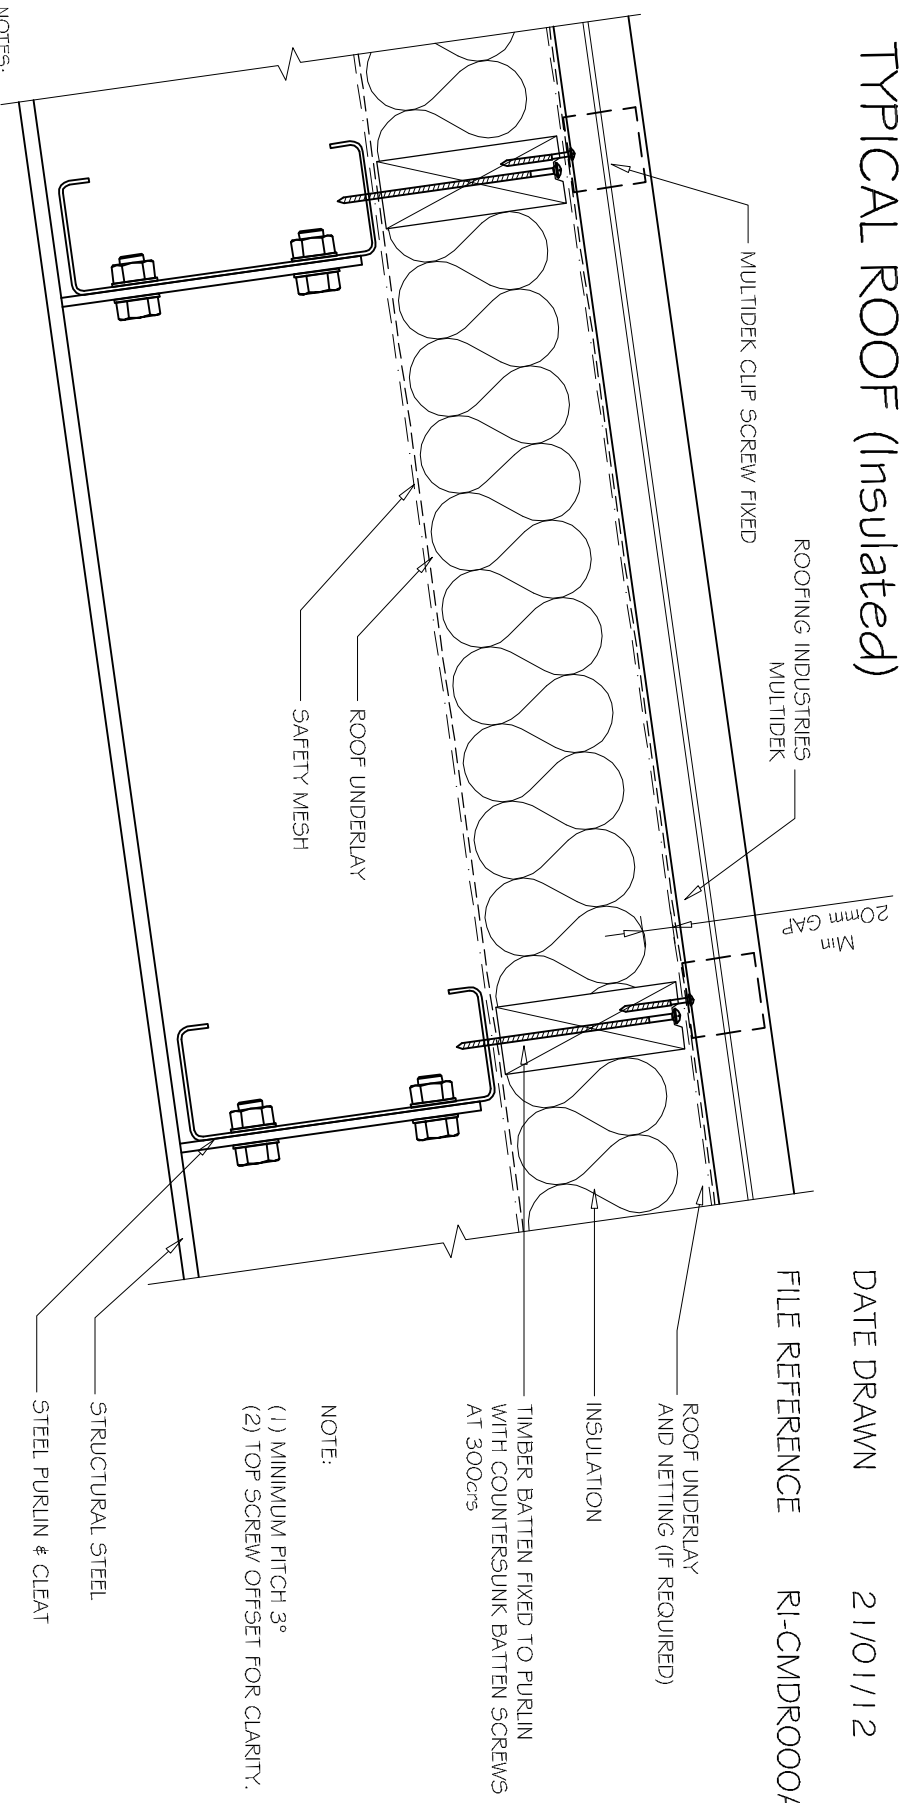 TYPICAL ROOF (Insulated)
DATE DRAWN 21/01/12
FILE REFERENCE RI-CMDR000A
MULTIDEK CLIP SCREW FIXED
ROOFING INDUSTRIES
MULTIDEK
Min
20mm GAP
ROOF UNDERLAY
AND NETTING (IF REQUIRED)
INSULATION
TIMBER BATTEN FIXED TO PURLIN
WITH COUNTERSUNK BATTEN SCREWS
AT 300crs
ROOF UNDERLAY
SAFETY MESH
NOTE:
(1) MINIMUM PITCH 3°
(2) TOP SCREW OFFSET FOR CLARITY.
STRUCTURAL STEEL
STEEL PURLIN & CLEAT
NOTES: